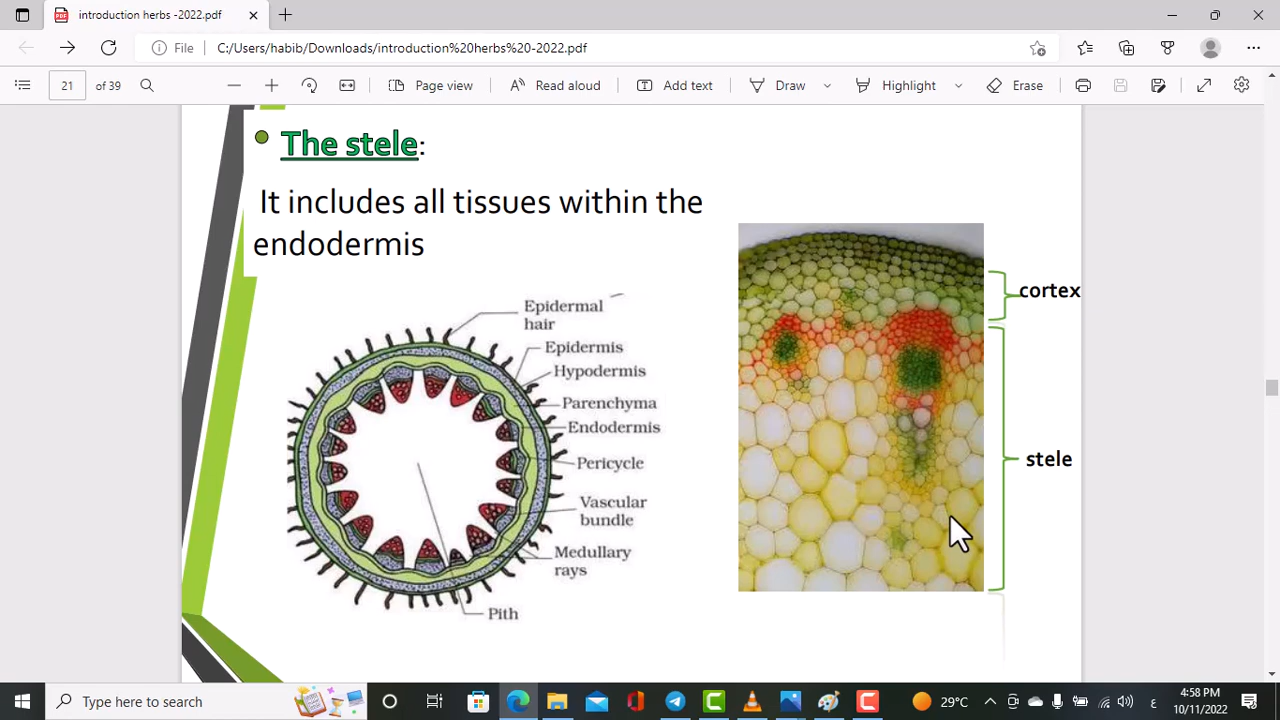 introduction herbs -2022.pdf
File C:/Users/habib/Downloads/introduction%20herbs%20-2022.pdf
21 of 39 Page view Read aloud Add text Draw Highlight Erase
The stele:
It includes all tissues within the
endodermis
Epidermal
hair
Epidermis
Hypodermis
Parenchyma
Endodermis
Pericycle
Vascular
bundle
Medullary
rays
Pith
cortex
stele
Type here to search
29°C
ع
4:58 PM
10/11/2022